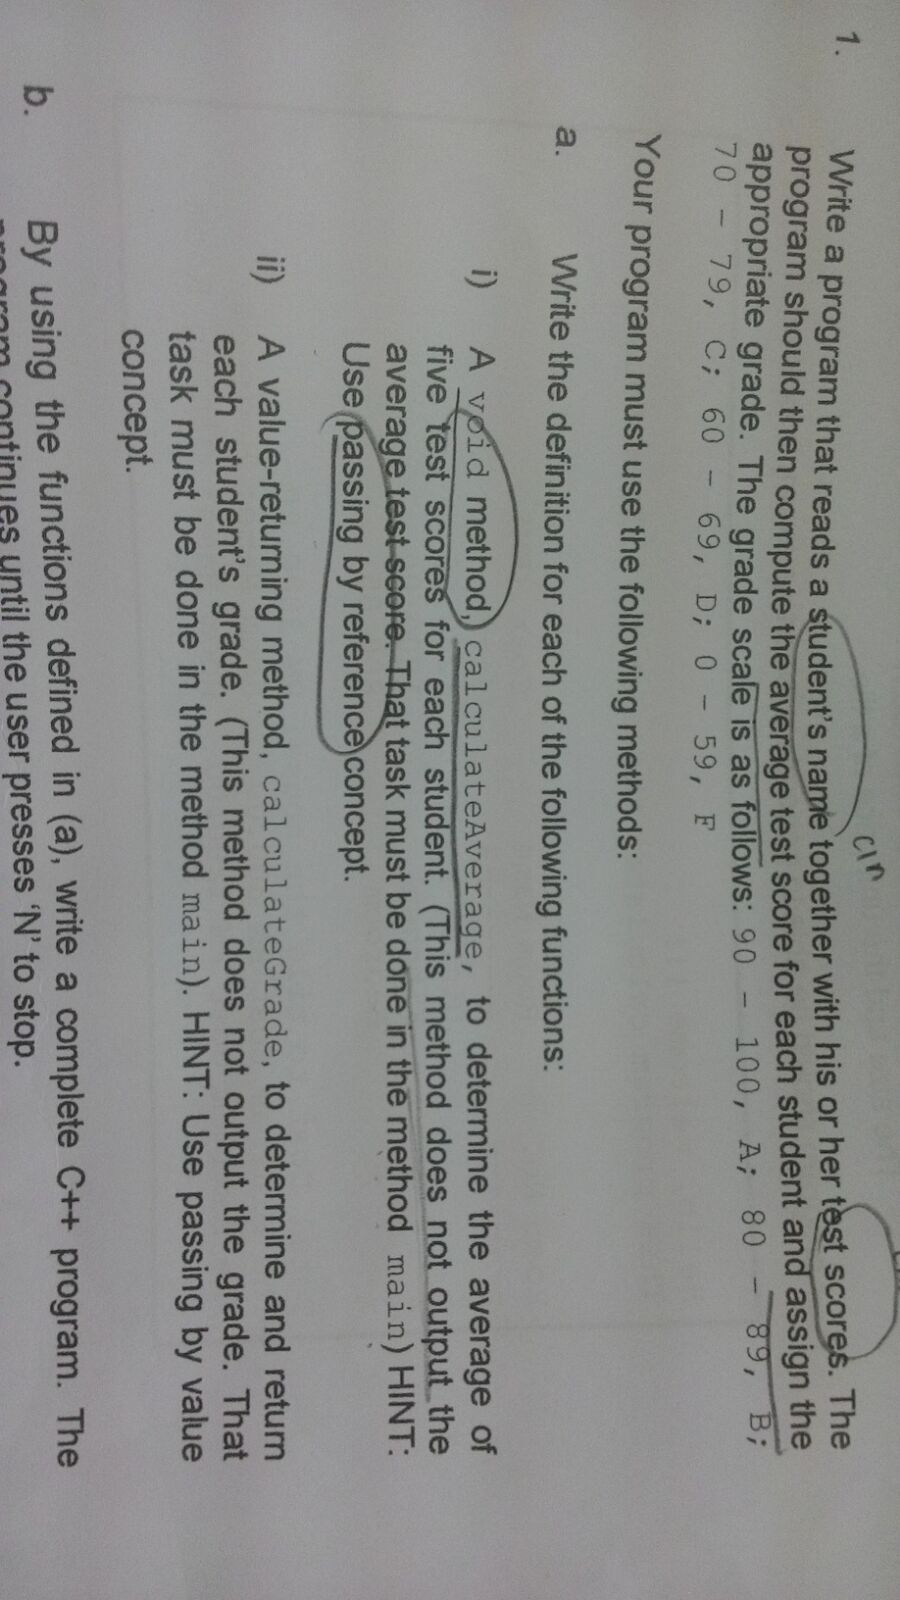 cin
1. Write a program that reads a student's name together with his or her test scores. The
program should then compute the average test score for each student and assign the
appropriate grade. The grade scale is as follows: 90 - 100, A; 80 - 89, B;
70 - 79, C; 60 - 69, D; 0 - 59, F
Your program must use the following methods:
a. Write the definition for each of the following functions:
i) A void method, calculateAverage, to determine the average of
five test scores for each student. (This method does not output the
average test score. That task must be done in the method main) HINT:
Use passing by reference concept.
ii) A value-returning method, calculateGrade, to determine and return
each student's grade. (This method does not output the grade. That
task must be done in the method main). HINT: Use passing by value
concept.
b. By using the functions defined in (a), write a complete C++ program. The
program continues until the user presses 'N' to stop.